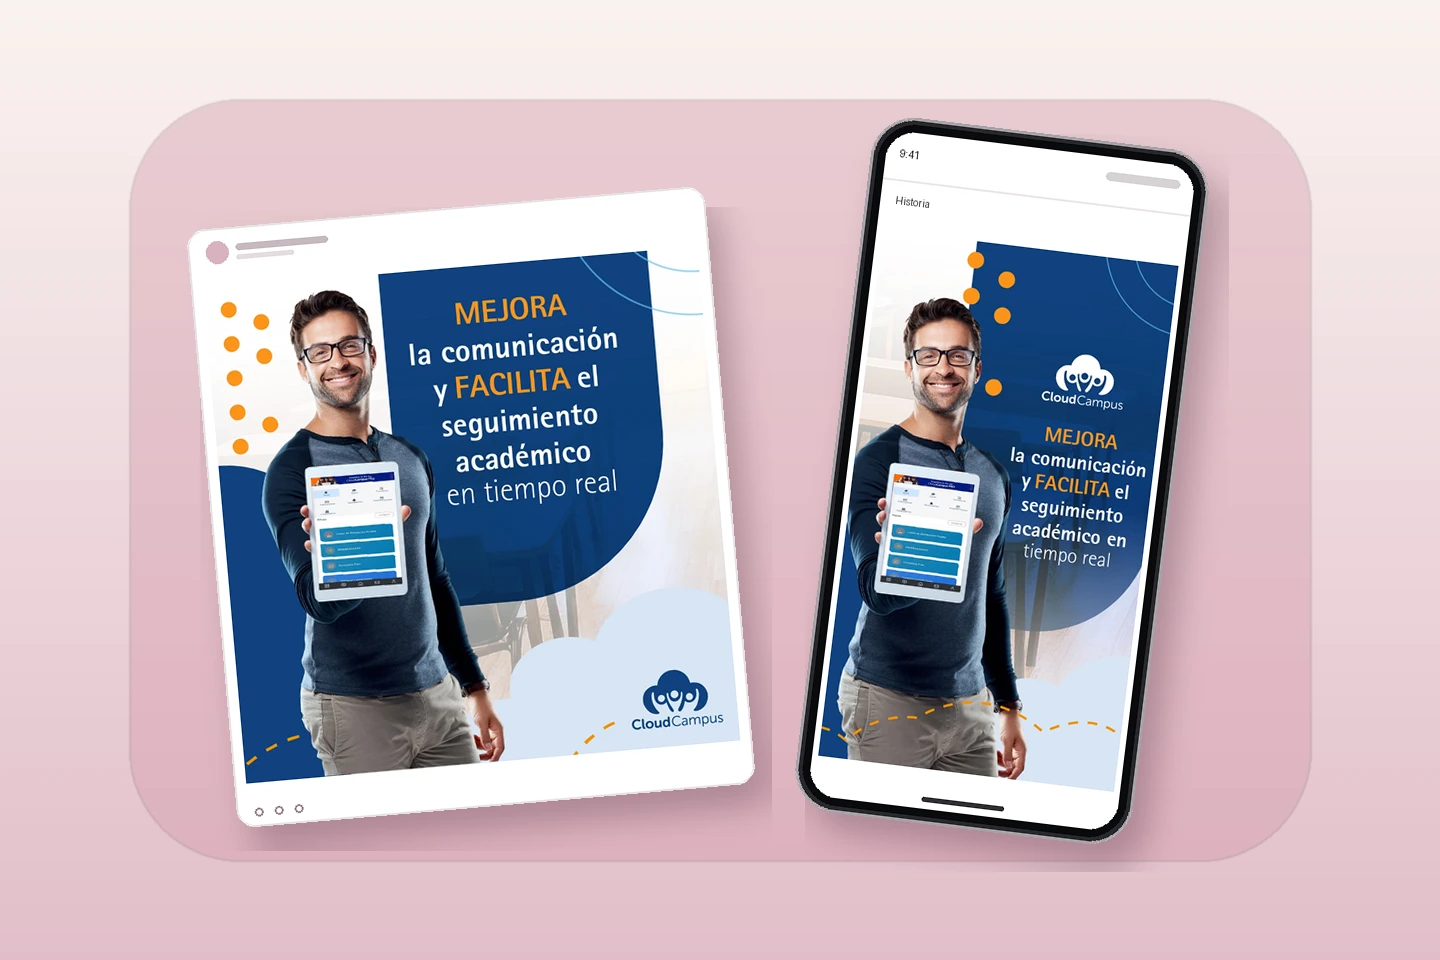 MEJORA
la comunicación
y FACILITA el
seguimiento
académico
en tiempo real
CloudCampus
9:41
Historia
CloudCampus
MEJORA
la comunicación
y FACILITA el
seguimiento
académico en
tiempo real